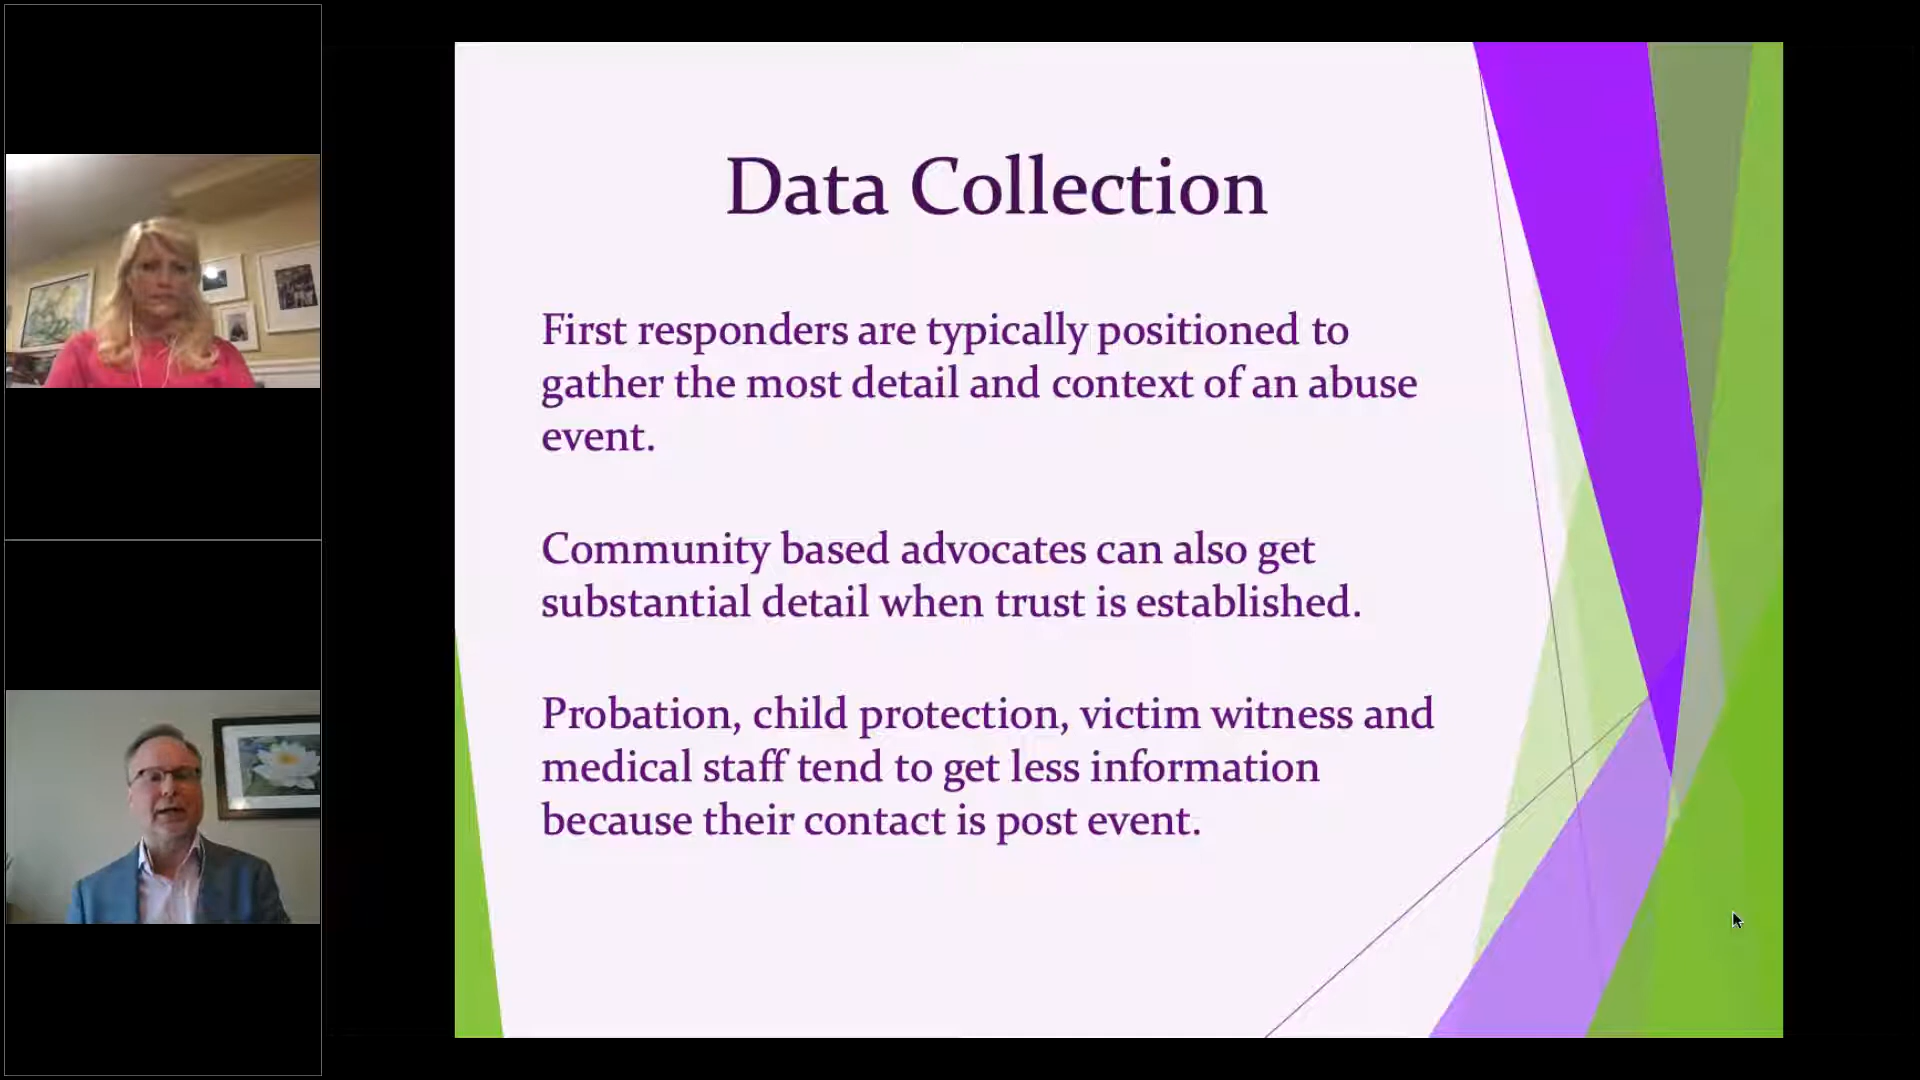 Data Collection
First responders are typically positioned to
gather the most detail and context of an abuse
event.
Community based advocates can also get
substantial detail when trust is established.
Probation, child protection, victim witness and
medical staff tend to get less information
because their contact is post event.